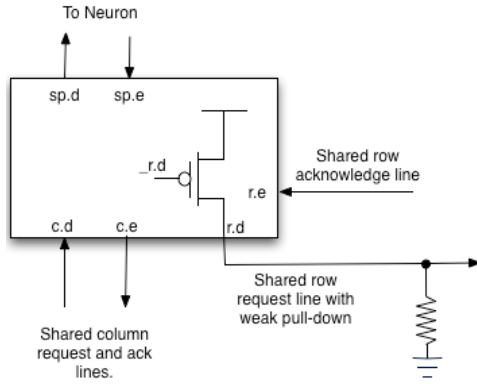 To Neuron
sp.d
sp.e
_r.d
r.e
Shared row
acknowledge line
c.d
c.e
r.d
Shared row
request line with
weak pull-down
Shared column
request and ack
lines.